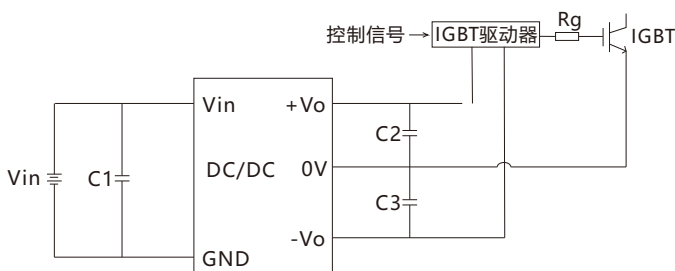 控制信号
IGBT驱动器
Rg
IGBT
Vin
+Vo
C2
Vin
C1
DC/DC
0V
C3
-Vo
GND